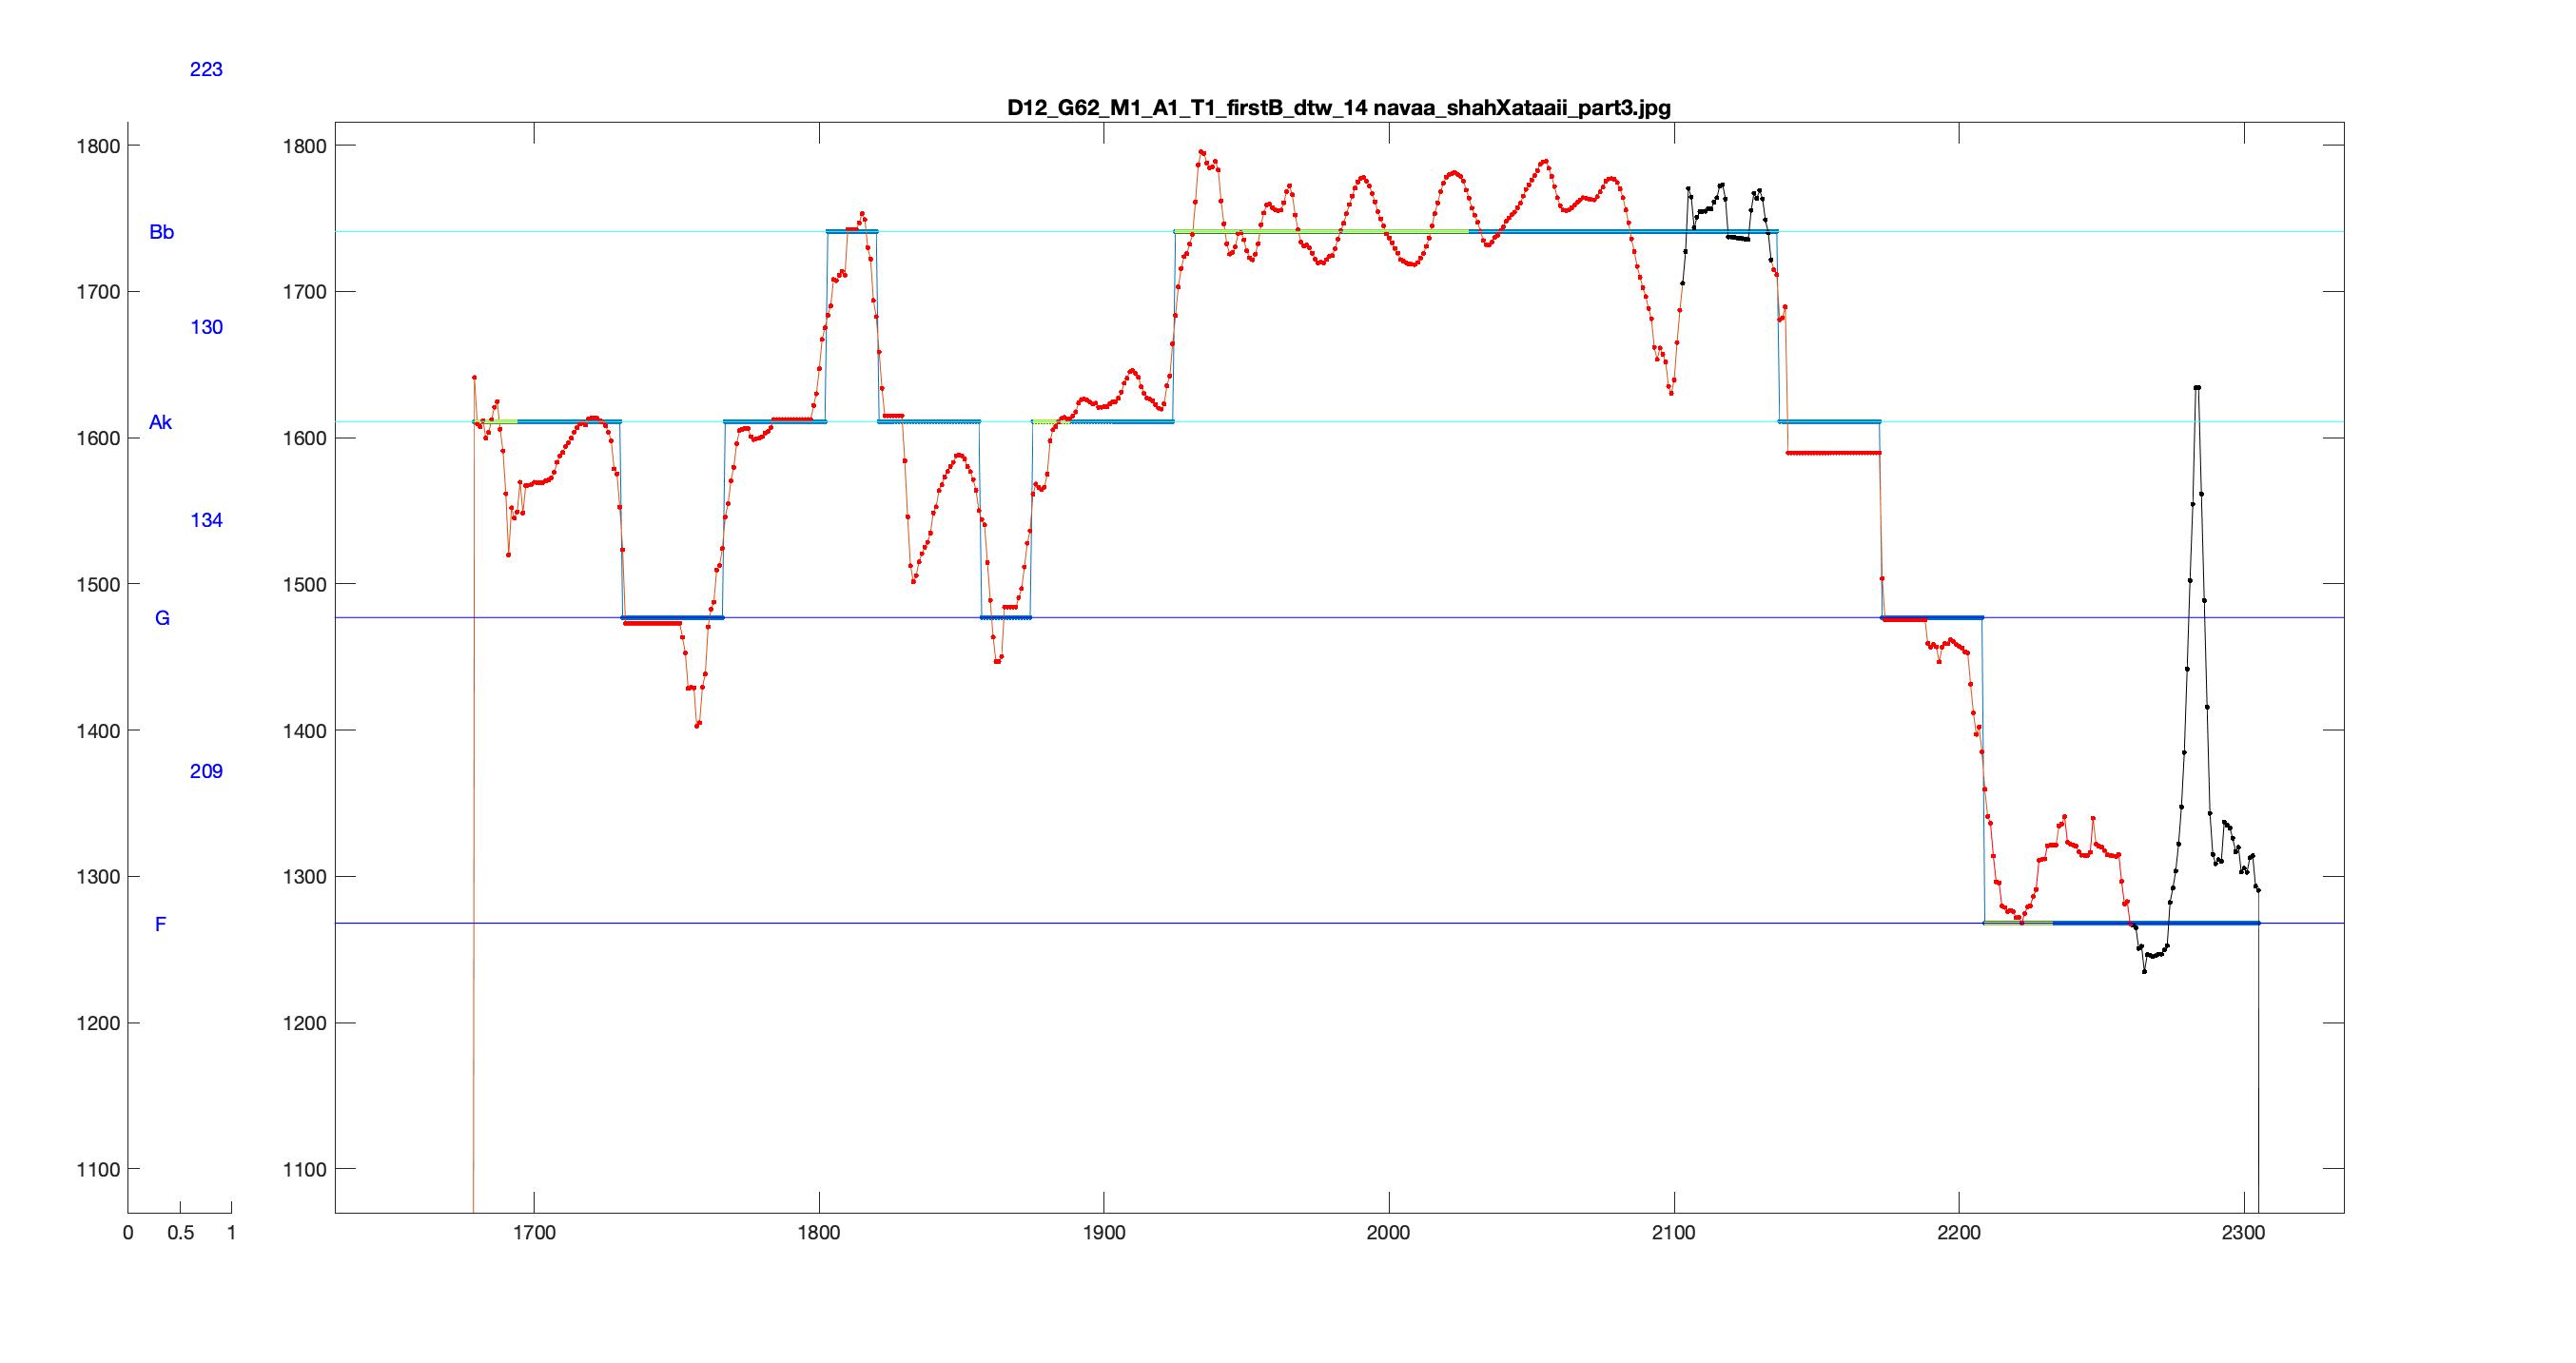 223
D12_G62_M1_A1_T1_firstB_dtw_14 navaa_shahXataaii_part3.jpg
1800 1800
Bb
1700 1700
130
Ak
1600 1600
134
1500 1500
G
1400 1400
209
1300 1300
F
1200 1200
1100 1100
0 0.5 1 1700 1800 1900 2000 2100 2200 2300